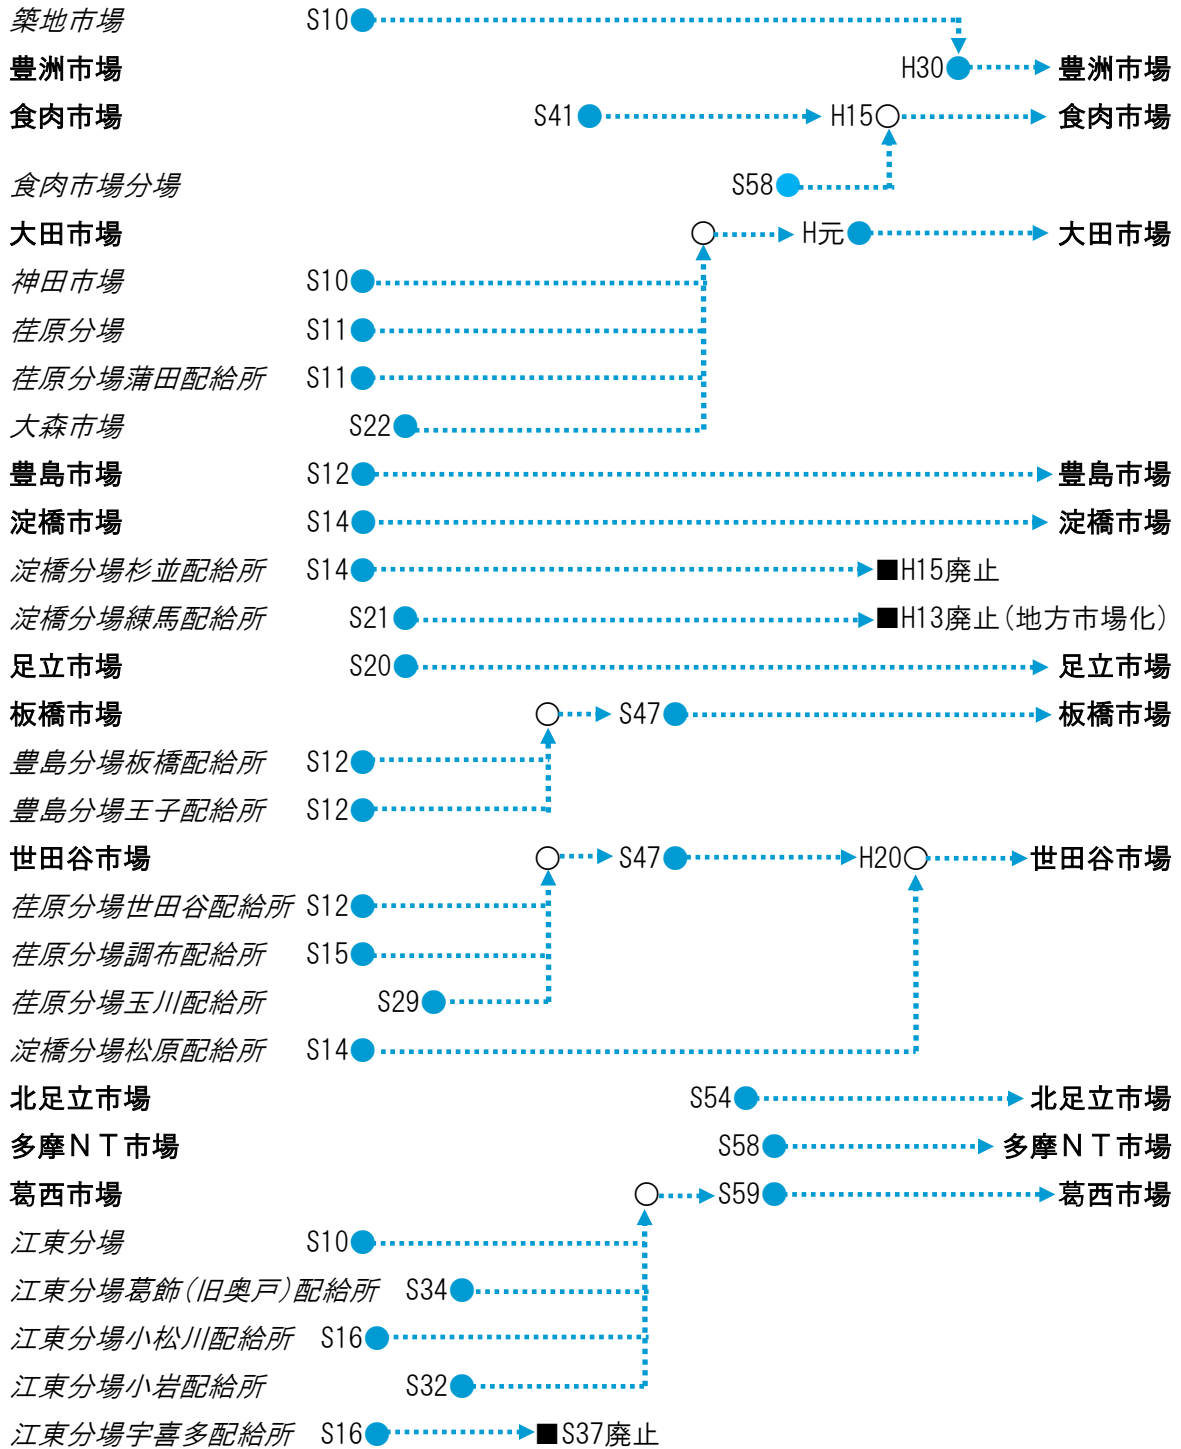 築地市場 S10
豊洲市場 H30 豊洲市場
食肉市場 S41 H15 食肉市場
食肉市場分場 S58
大田市場 H元 大田市場
神田市場 S10
荏原分場 S11
荏原分場蒲田配給所 S11
大森市場 S22
豊島市場 S12 豊島市場
淀橋市場 S14 淀橋市場
淀橋分場杉並配給所 S14 ■H15廃止
淀橋分場練馬配給所 S21 ■H13廃止（地方市場化）
足立市場 S20 足立市場
板橋市場 S47 板橋市場
豊島分場板橋配給所 S12
豊島分場王子配給所 S12
世田谷市場 S47 H20 世田谷市場
荏原分場世田谷配給所 S12
荏原分場調布配給所 S15
荏原分場玉川配給所 S29
淀橋分場松原配給所 S14
北足立市場 S54 北足立市場
多摩ＮＴ市場 S58 多摩ＮＴ市場
葛西市場 S59 葛西市場
江東分場 S10
江東分場葛飾（旧奥戸）配給所 S34
江東分場小松川配給所 S16
江東分場小岩配給所 S32
江東分場宇喜多配給所 S16 ■S37廃止